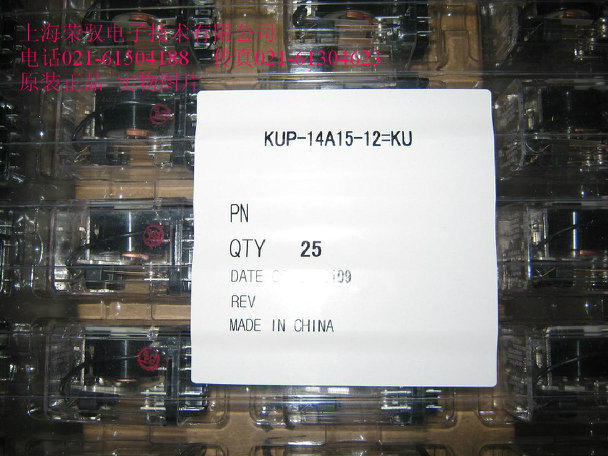 上海荣驭电子技术有限公司
电话021-61504188 传真021-61304623
原装正品 实物图片
KUP-14A15-12=KU
PN
QTY 25
DATE
REV
MADE IN CHINA